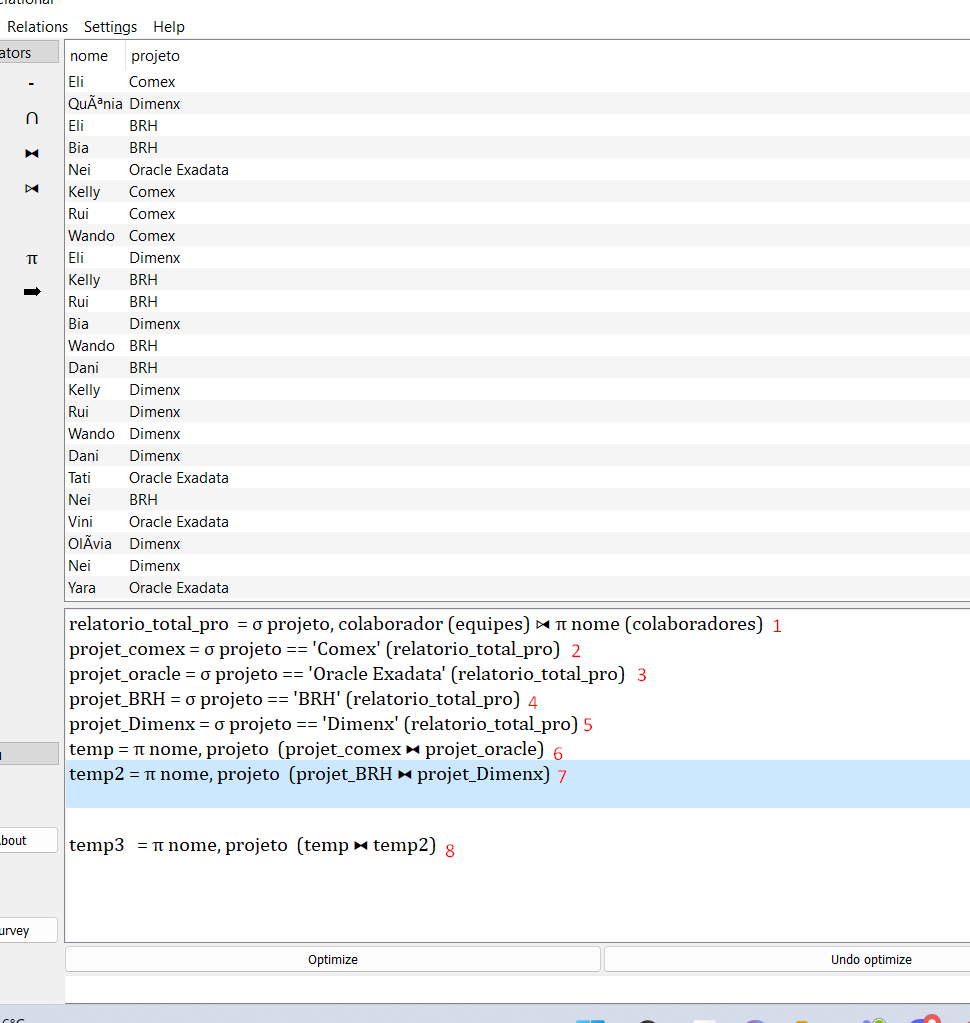 Relations Settings Help
ators
nome projeto
-
∩
⧓
⋈
π
➡
Eli Comex
QuÃªnia Dimenx
Eli BRH
Bia BRH
Nei Oracle Exadata
Kelly Comex
Rui Comex
Wando Comex
Eli Dimenx
Kelly BRH
Rui BRH
Bia Dimenx
Wando BRH
Dani BRH
Kelly Dimenx
Rui Dimenx
Wando Dimenx
Dani Dimenx
Tati Oracle Exadata
Nei BRH
Vini Oracle Exadata
OlÃvia Dimenx
Nei Dimenx
Yara Oracle Exadata
relatorio_total_pro = σ projeto, colaborador (equipes) ⧑ π nome (colaboradores) 1
projet_comex = σ projeto == 'Comex' (relatorio_total_pro) 2
projet_oracle = σ projeto == 'Oracle Exadata' (relatorio_total_pro) 3
projet_BRH = σ projeto == 'BRH' (relatorio_total_pro) 4
projet_Dimenx = σ projeto == 'Dimenx' (relatorio_total_pro) 5
temp = π nome, projeto (projet_comex ⧓ projet_oracle) 6
temp2 = π nome, projeto (projet_BRH ⧓ projet_Dimenx) 7
temp3 = π nome, projeto (temp ⧓ temp2) 8
bout
urvey
Optimize Undo optimize